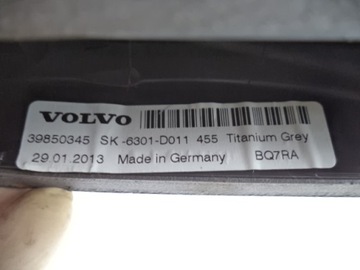 VOLVO
39850345 SK-6301-D011 455 Titanium Grey
29.01.2013 Made in Germany BQ7RA